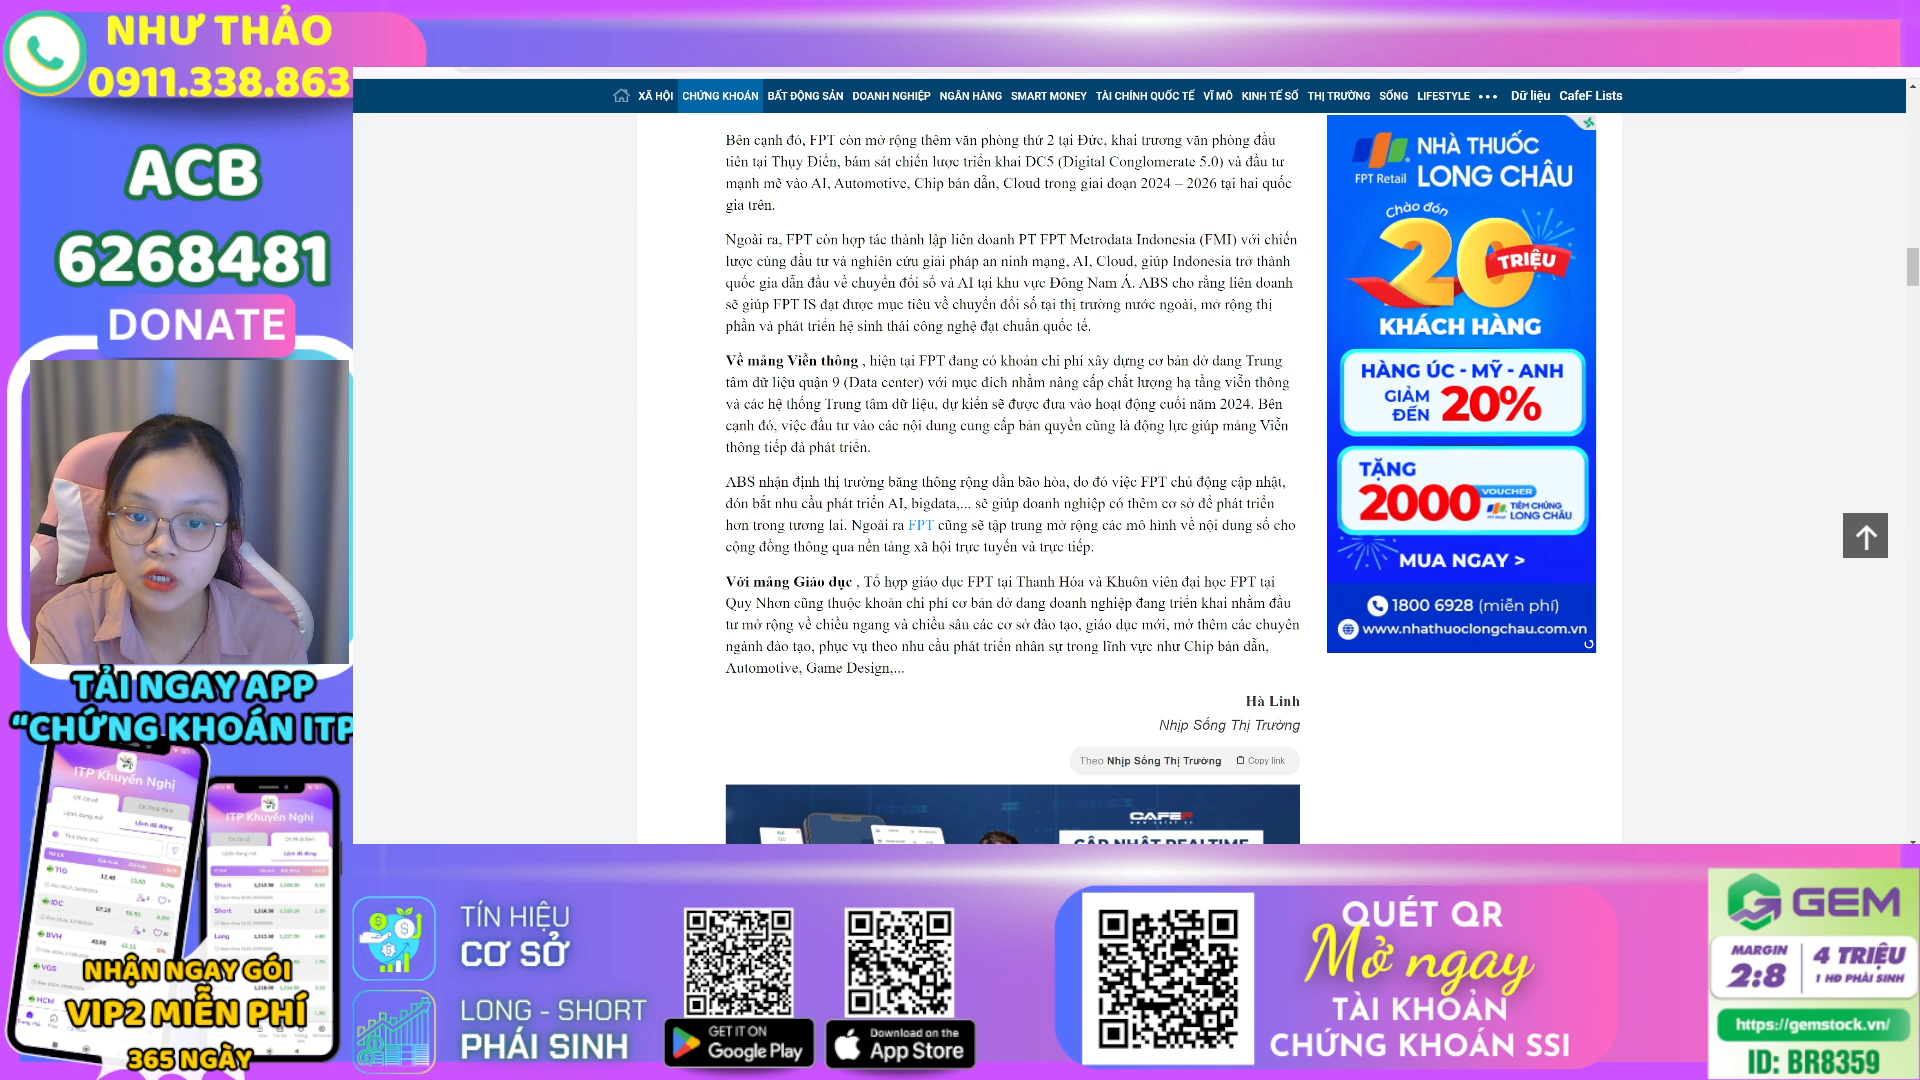 NHƯ THẢO
0911.338.863
ACB
6268481
DONATE
TẢI NGAY APP
“CHỨNG KHOÁN ITP
ITP Khuyến Nghị
ITP Khuyến Nghị
TIG
IDC
BVH
VGS
HCM
Short
Short
Long
Short
NHẬN NGAY GÓI
VIP2 MIỄN PHÍ
365 NGÀY
XÃ HỘI CHỨNG KHOÁN BẤT ĐỘNG SẢN DOANH NGHIỆP NGÂN HÀNG SMART MONEY TÀI CHÍNH QUỐC TẾ VĨ MÔ KINH TẾ SỐ THỊ TRƯỜNG SỐNG LIFESTYLE ••• Dữ liệu CafeF Lists
Bên cạnh đó, FPT còn mở rộng thêm văn phòng thứ 2 tại Đức, khai trương văn phòng đầu
tiên tại Thụy Điển, bám sát chiến lược triển khai DC5 (Digital Conglomerate 5.0) và đầu tư
mạnh mẽ vào AI, Automotive, Chip bán dẫn, Cloud trong giai đoạn 2024 – 2026 tại hai quốc
gia trên.
Ngoài ra, FPT còn hợp tác thành lập liên doanh PT FPT Metrodata Indonesia (FMI) với chiến
lược cùng đầu tư và nghiên cứu giải pháp an ninh mạng, AI, Cloud, giúp Indonesia trở thành
quốc gia dẫn đầu về chuyển đổi số và AI tại khu vực Đông Nam Á. ABS cho rằng liên doanh
sẽ giúp FPT IS đạt được mục tiêu về chuyển đổi số tại thị trường nước ngoài, mở rộng thị
phần và phát triển hệ sinh thái công nghệ đạt chuẩn quốc tế.
Về mảng Viễn thông , hiện tại FPT đang có khoản chi phí xây dựng cơ bản dở dang Trung
tâm dữ liệu quận 9 (Data center) với mục đích nhằm nâng cấp chất lượng hạ tầng viễn thông
và các hệ thống Trung tâm dữ liệu, dự kiến sẽ được đưa vào hoạt động cuối năm 2024. Bên
cạnh đó, việc đầu tư vào các nội dung cung cấp bản quyền cũng là động lực giúp mảng Viễn
thông tiếp đà phát triển.
ABS nhận định thị trường băng thông rộng dần bão hòa, do đó việc FPT chủ động cập nhật,
đón bắt nhu cầu phát triển AI, bigdata,... sẽ giúp doanh nghiệp có thêm cơ sở để phát triển
hơn trong tương lai. Ngoài ra FPT cũng sẽ tập trung mở rộng các mô hình về nội dung số cho
cộng đồng thông qua nền tảng xã hội trực tuyến và trực tiếp.
Với mảng Giáo dục , Tổ hợp giáo dục FPT tại Thanh Hóa và Khuôn viên đại học FPT tại
Quy Nhơn cũng thuộc khoản chi phí cơ bản dở dang doanh nghiệp đang triển khai nhằm đầu
tư mở rộng về chiều ngang và chiều sâu các cơ sở đào tạo, giáo dục mới, mở thêm các chuyên
ngành đào tạo, phục vụ theo nhu cầu phát triển nhân sự trong lĩnh vực như Chip bán dẫn,
Automotive, Game Design,...
Hà Linh
Nhịp Sống Thị Trường
Theo Nhịp Sống Thị Trường Copy link
CAFEF
CẬP NHẬT REALTIME
FPT Retail
NHÀ THUỐC
LONG CHÂU
Chào đón
20 TRIỆU
KHÁCH HÀNG
HÀNG ÚC - MỸ - ANH
GIẢM ĐẾN 20%
TẶNG
2000 VOUCHER
TIÊM CHỦNG
LONG CHÂU
MUA NGAY >
1800 6928 (miễn phí)
www.nhathuoclongchau.com.vn
TÍN HIỆU
CƠ SỞ
LONG - SHORT
PHÁI SINH
GET IT ON
Google Play
Download on the
App Store
QUÉT QR
Mở ngay
TÀI KHOẢN
CHỨNG KHOÁN SSI
GEM
MARGIN
2:8
4 TRIỆU
1 HĐ PHÁI SINH
https://gemstock.vn/
ID: BR8359